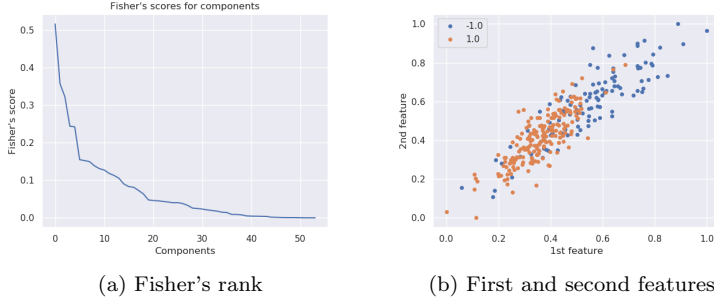 Fisher's scores for components
0.5
0.4
0.3
0.2
0.1
0.0
Fisher's score
0 10 20 30 40 50
Components
(a) Fisher's rank
-1.0
1.0
1.0
0.8
0.6
0.4
0.2
0.0
2nd feature
0.0 0.2 0.4 0.6 0.8 1.0
1st feature
(b) First and second features